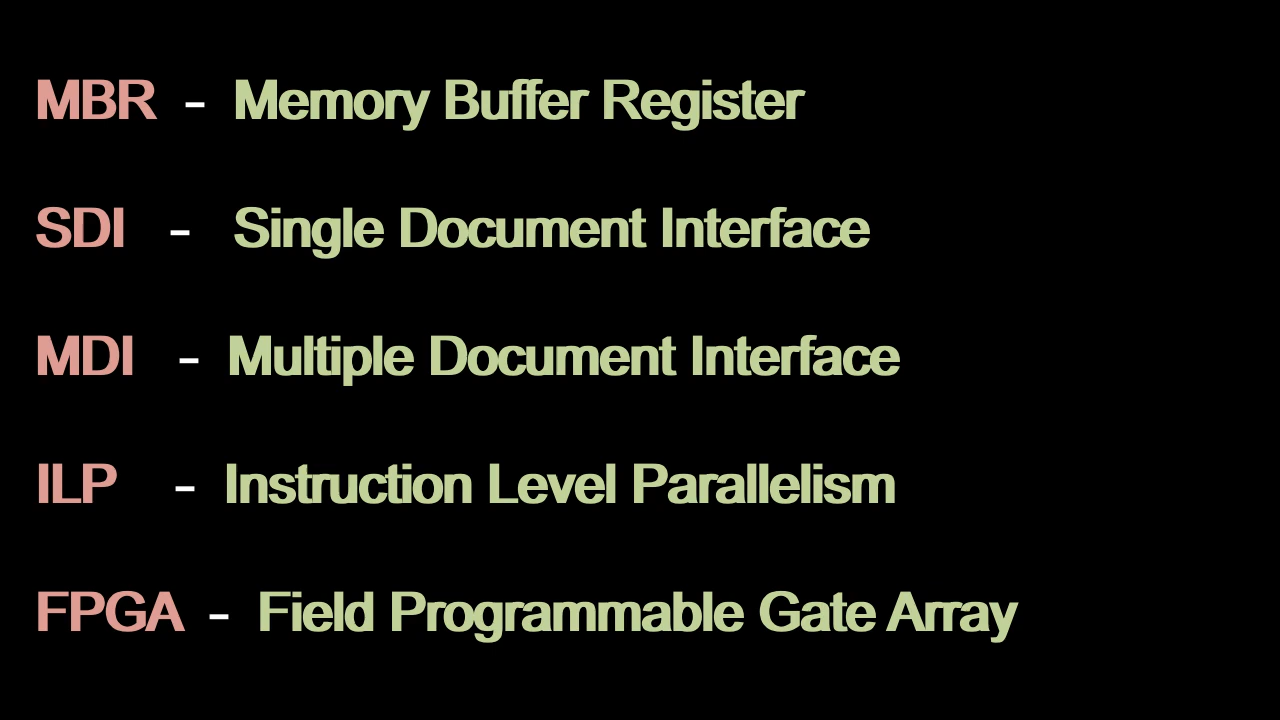 MBR - Memory Buffer Register
SDI - Single Document Interface
MDI - Multiple Document Interface
ILP - Instruction Level Parallelism
FPGA - Field Programmable Gate Array